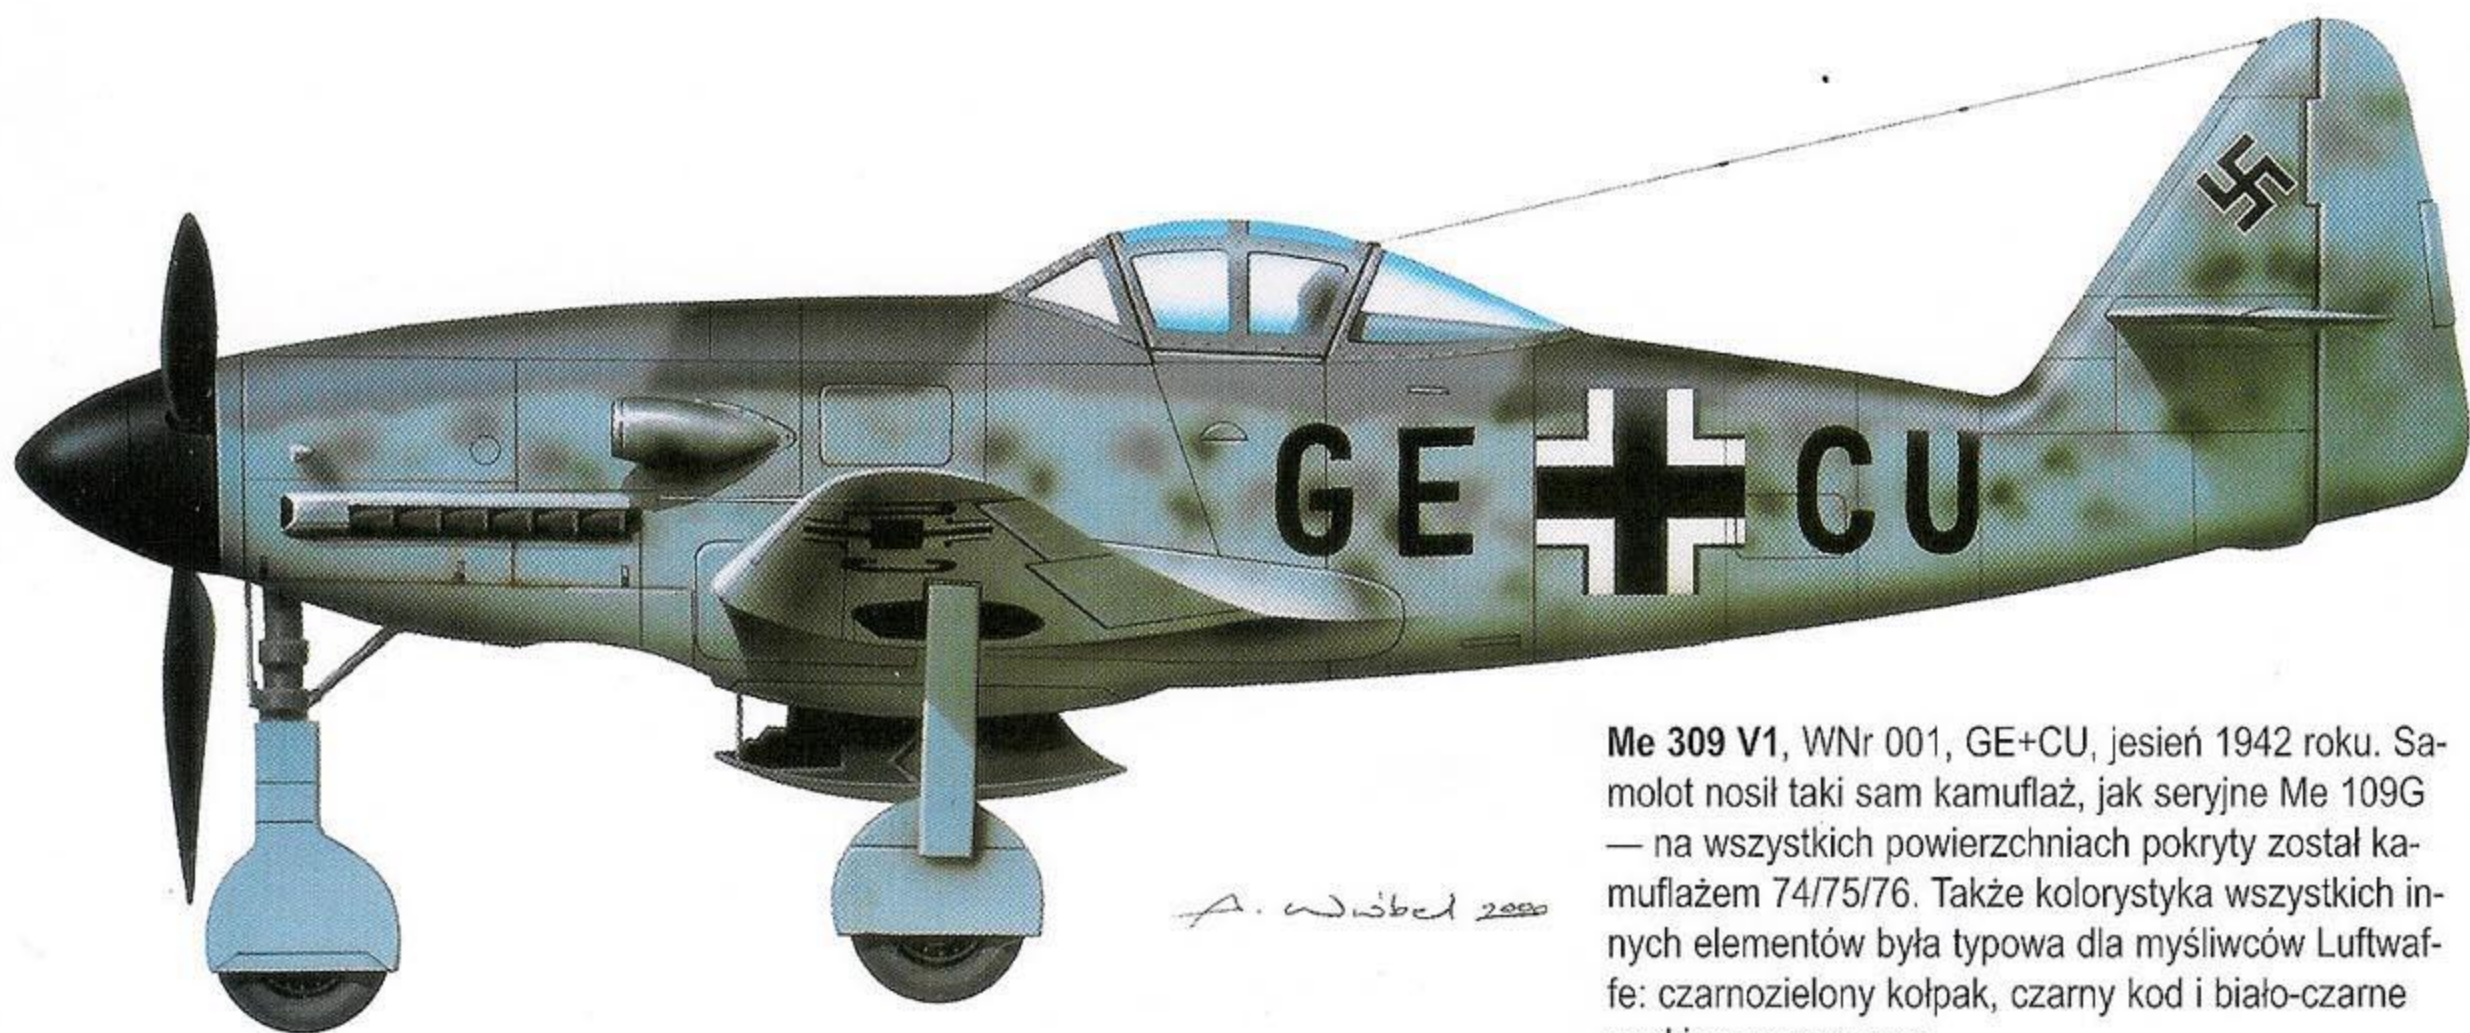 GE CU
Me 309 V1, WNr 001, GE+CU, jesień 1942 roku. Sa-
molot nosił taki sam kamuflaż, jak seryjne Me 109G
— na wszystkich powierzchniach pokryty został ka-
muflażem 74/75/76. Także kolorystyka wszystkich in-
nych elementów była typowa dla myśliwców Luftwaf-
fe: czarnozielony kołpak, czarny kod i biało-czarne
A. Wróbel 2000